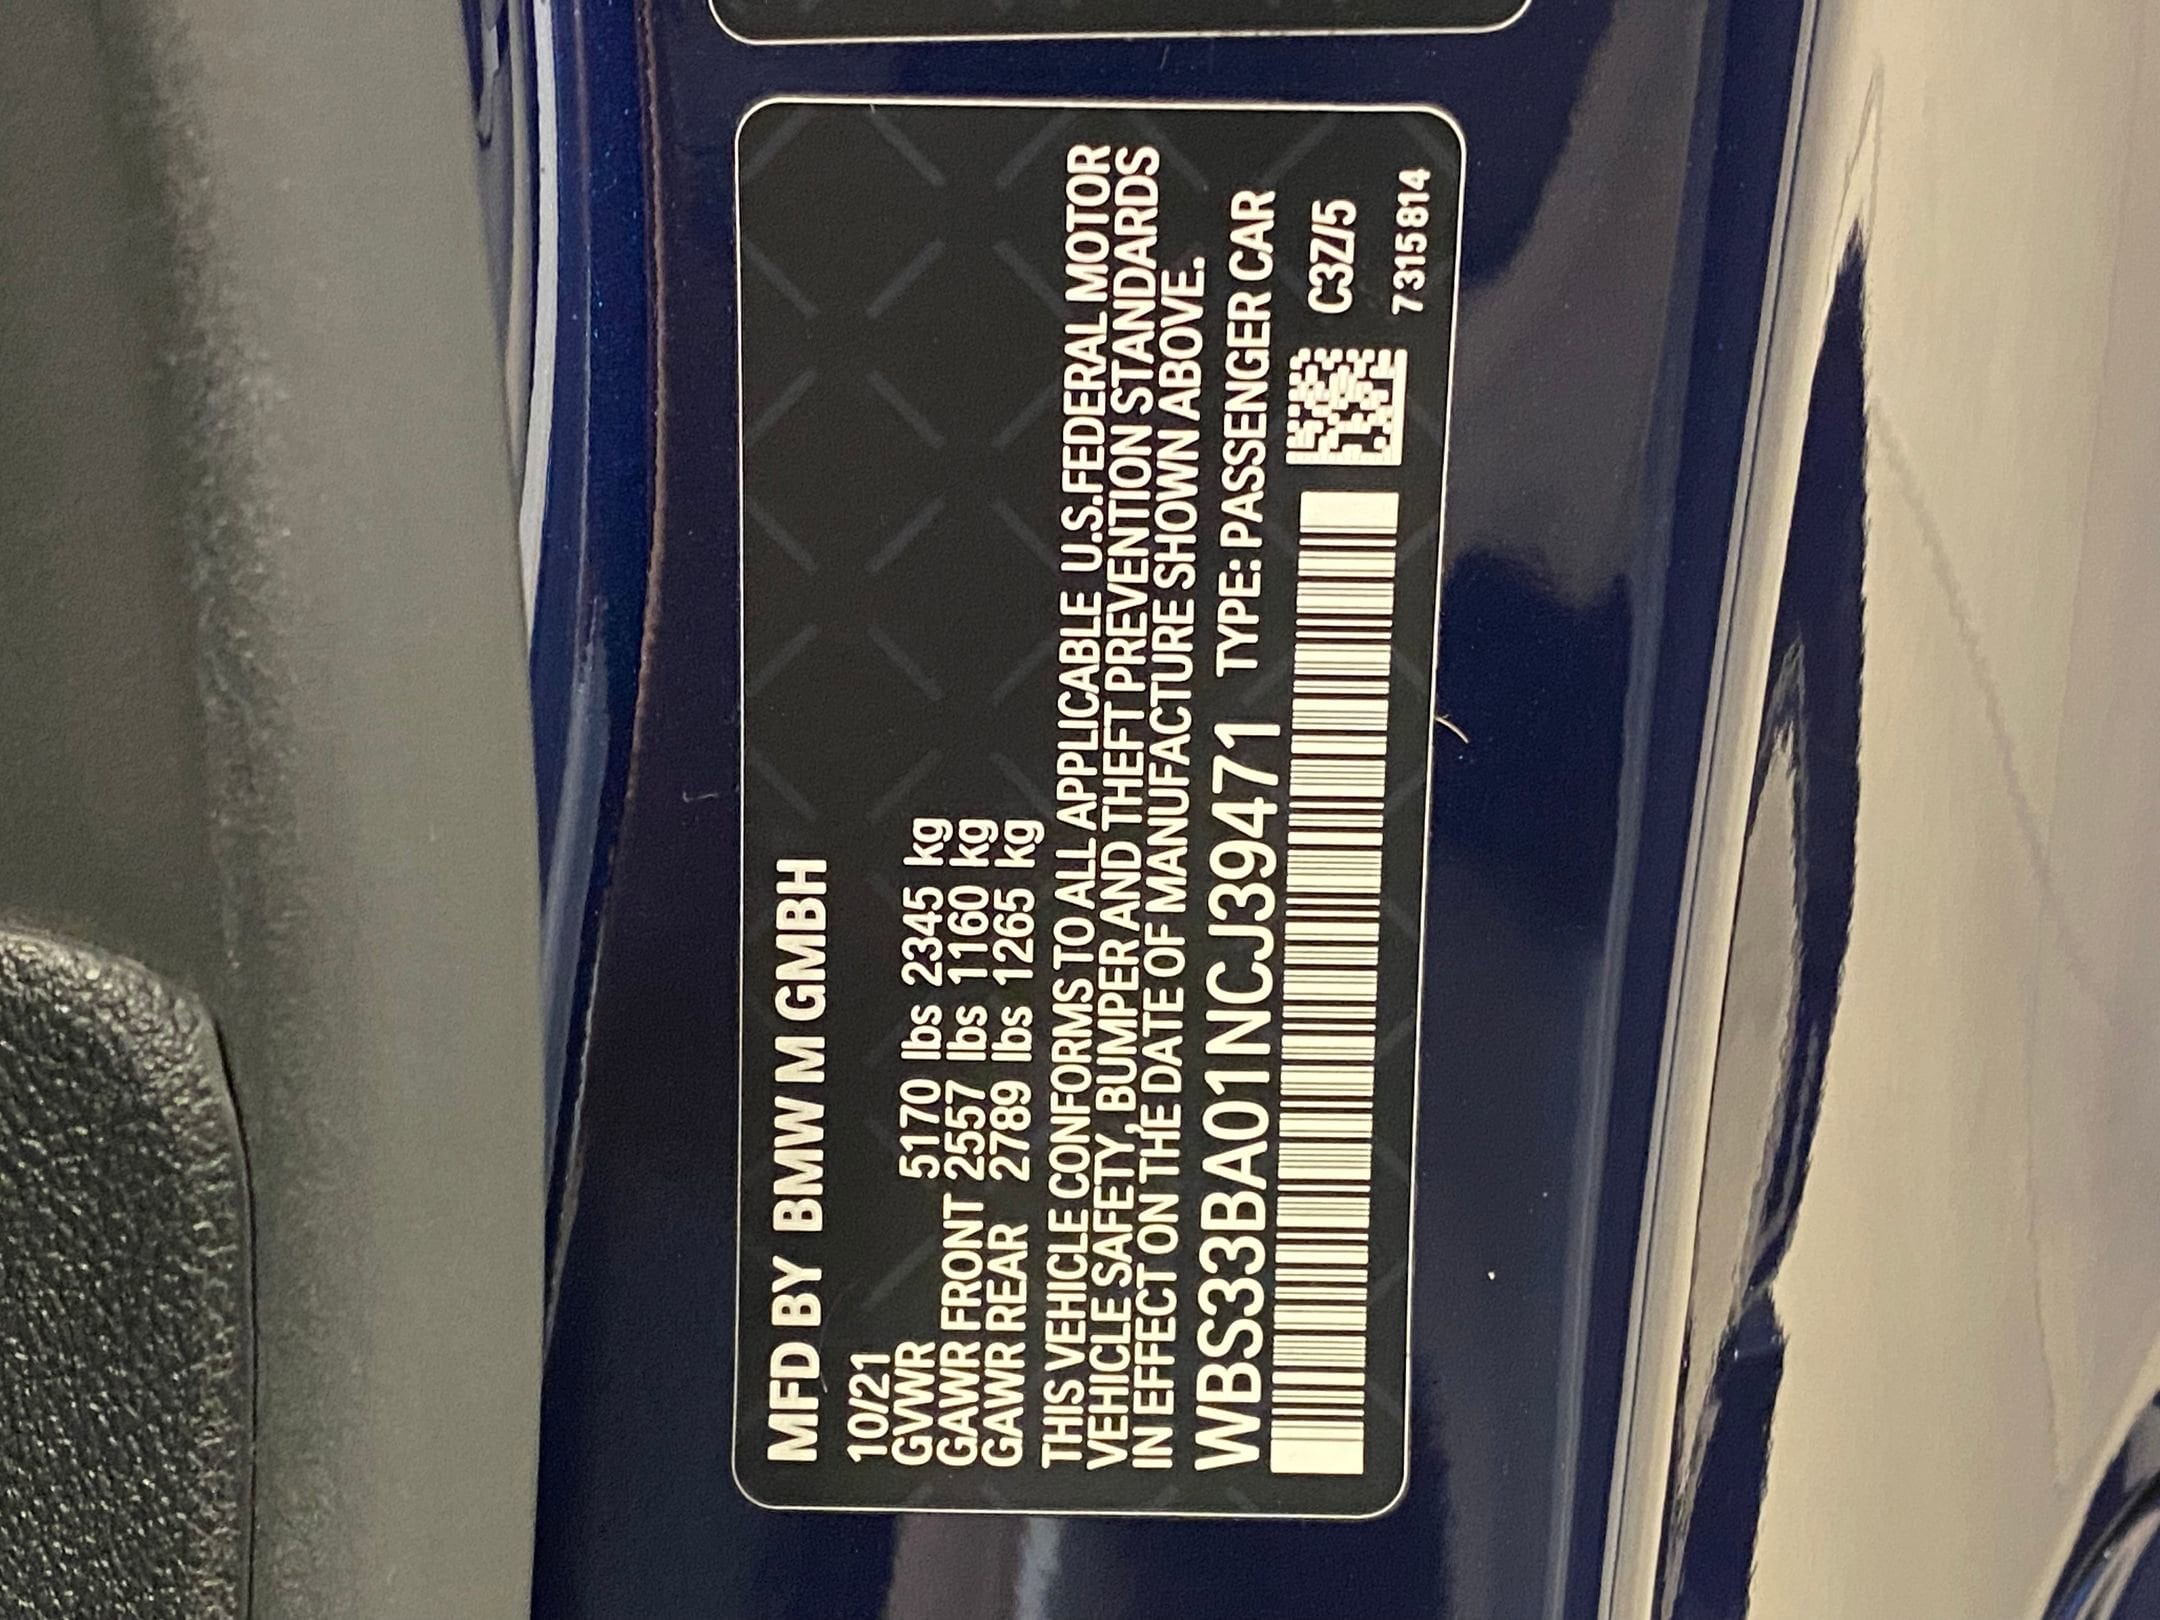 MFD BY BMW M GMBH
10/21
GVWR 5170 lbs 2345 kg
GAWR FRONT 2557 lbs 1160 kg
GAWR REAR 2789 lbs 1265 kg
THIS VEHICLE CONFORMS TO ALL APPLICABLE U.S.FEDERAL MOTOR
VEHICLE SAFETY, BUMPER AND THEFT PREVENTION STANDARDS
IN EFFECT ON THE DATE OF MANUFACTURE SHOWN ABOVE.
WBS33BA01NCJ39471 TYPE: PASSENGER CAR
C3Z/5
7315814